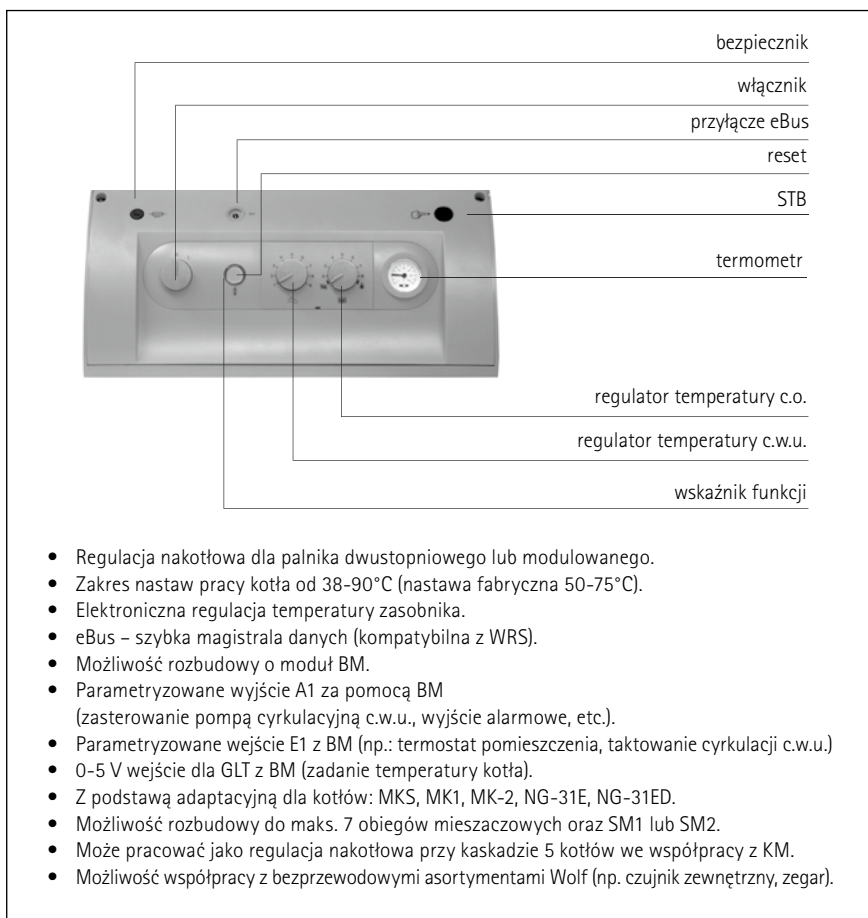 bezpiecznik
włącznik
przyłącze eBus
reset
STB
termometr
regulator temperatury c.o.
regulator temperatury c.w.u.
wskaźnik funkcji
• Regulacja nakotłowa dla palnika dwustopniowego lub modulowanego.
• Zakres nastaw pracy kotła od 38-90°C (nastawa fabryczna 50-75°C).
• Elektroniczna regulacja temperatury zasobnika.
• eBus – szybka magistrala danych (kompatybilna z WRS).
• Możliwość rozbudowy o moduł BM.
• Parametryzowane wyjście A1 za pomocą BM
(zasterowanie pompą cyrkulacyjną c.w.u., wyjście alarmowe, etc.).
• Parametryzowane wejście E1 z BM (np.: termostat pomieszczenia, taktowanie cyrkulacji c.w.u.)
• 0-5 V wejście dla GLT z BM (zadanie temperatury kotła).
• Z podstawą adaptacyjną dla kotłów: MKS, MK1, MK-2, NG-31E, NG-31ED.
• Możliwość rozbudowy do maks. 7 obiegów mieszaczowych oraz SM1 lub SM2.
• Może pracować jako regulacja nakotłowa przy kaskadzie 5 kotłów we współpracy z KM.
• Możliwość współpracy z bezprzewodowymi asortymentami Wolf (np. czujnik zewnętrzny, zegar).